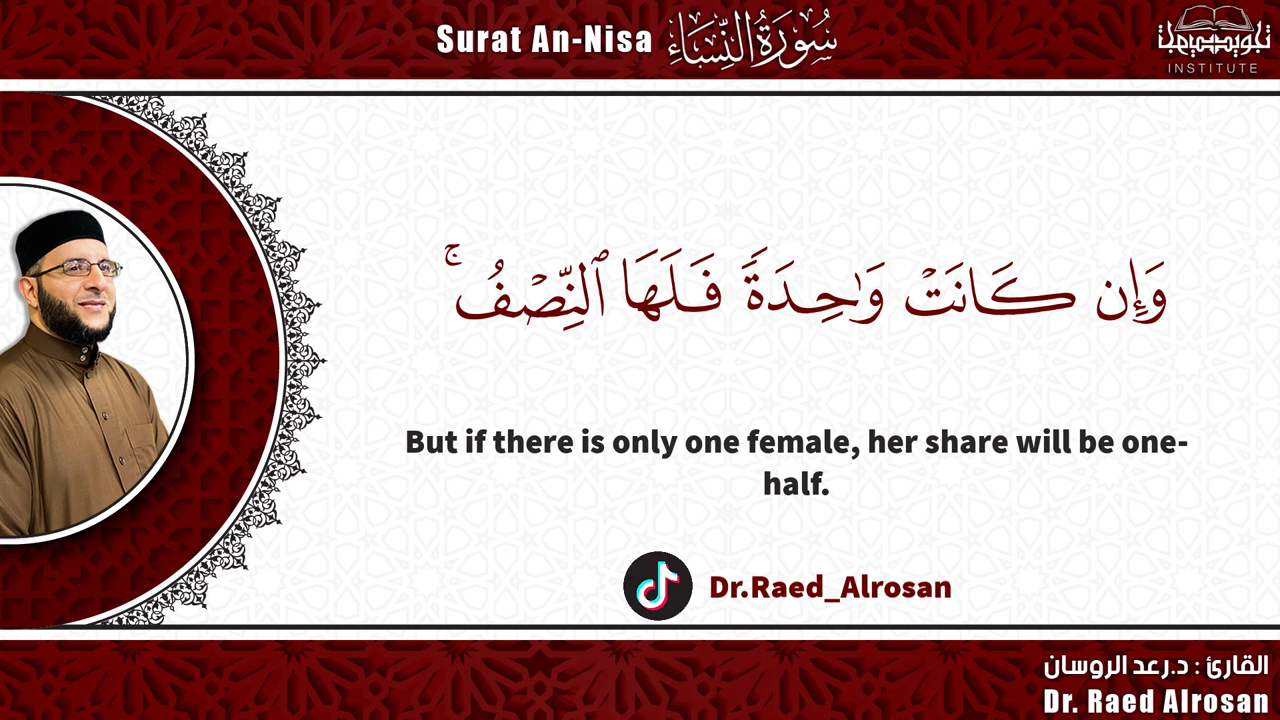 Surat An-Nisa سُورَةُ النِّسَاءِ
INSTITUTE
وَإِن كَانَتْ وَٰحِدَةً فَلَهَا ٱلنِّصْفُ ۚ
But if there is only one female, her share will be one-
half.
Dr.Raed_Alrosan
القارئ : د.رعد الروسان
Dr. Raed Alrosan